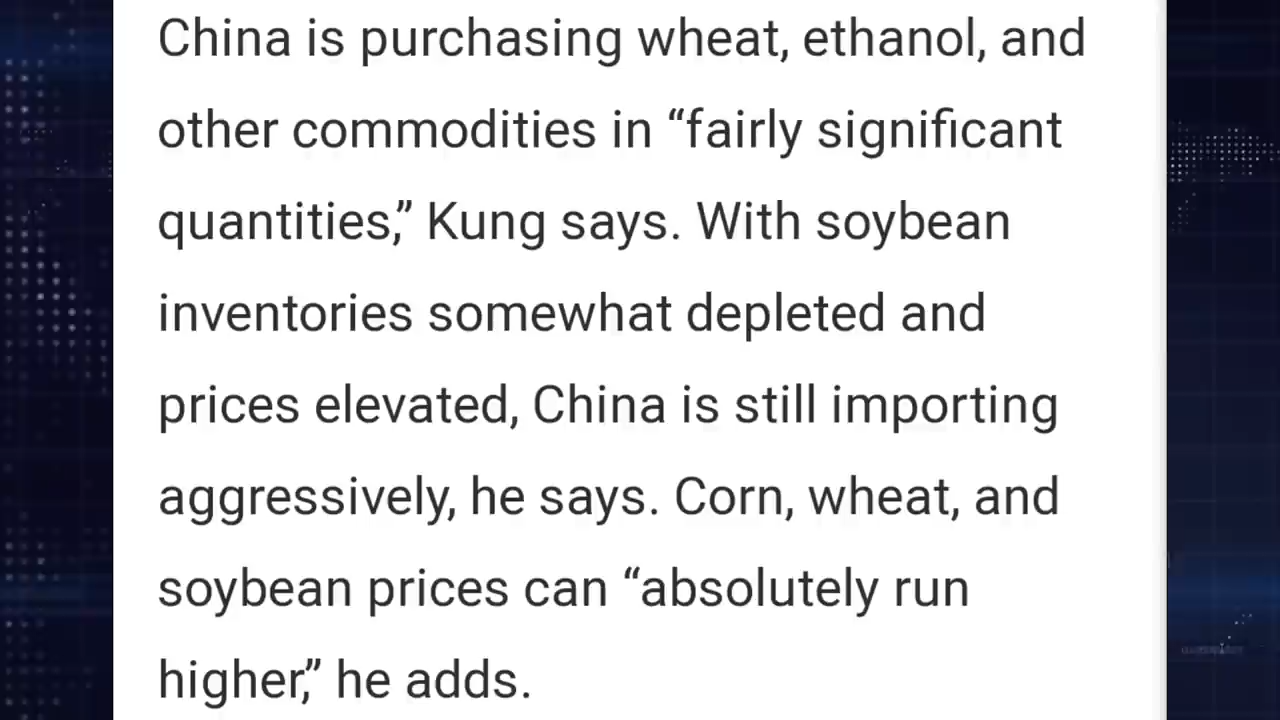 China is purchasing wheat, ethanol, and
other commodities in “fairly significant
quantities,” Kung says. With soybean
inventories somewhat depleted and
prices elevated, China is still importing
aggressively, he says. Corn, wheat, and
soybean prices can “absolutely run
higher,” he adds.